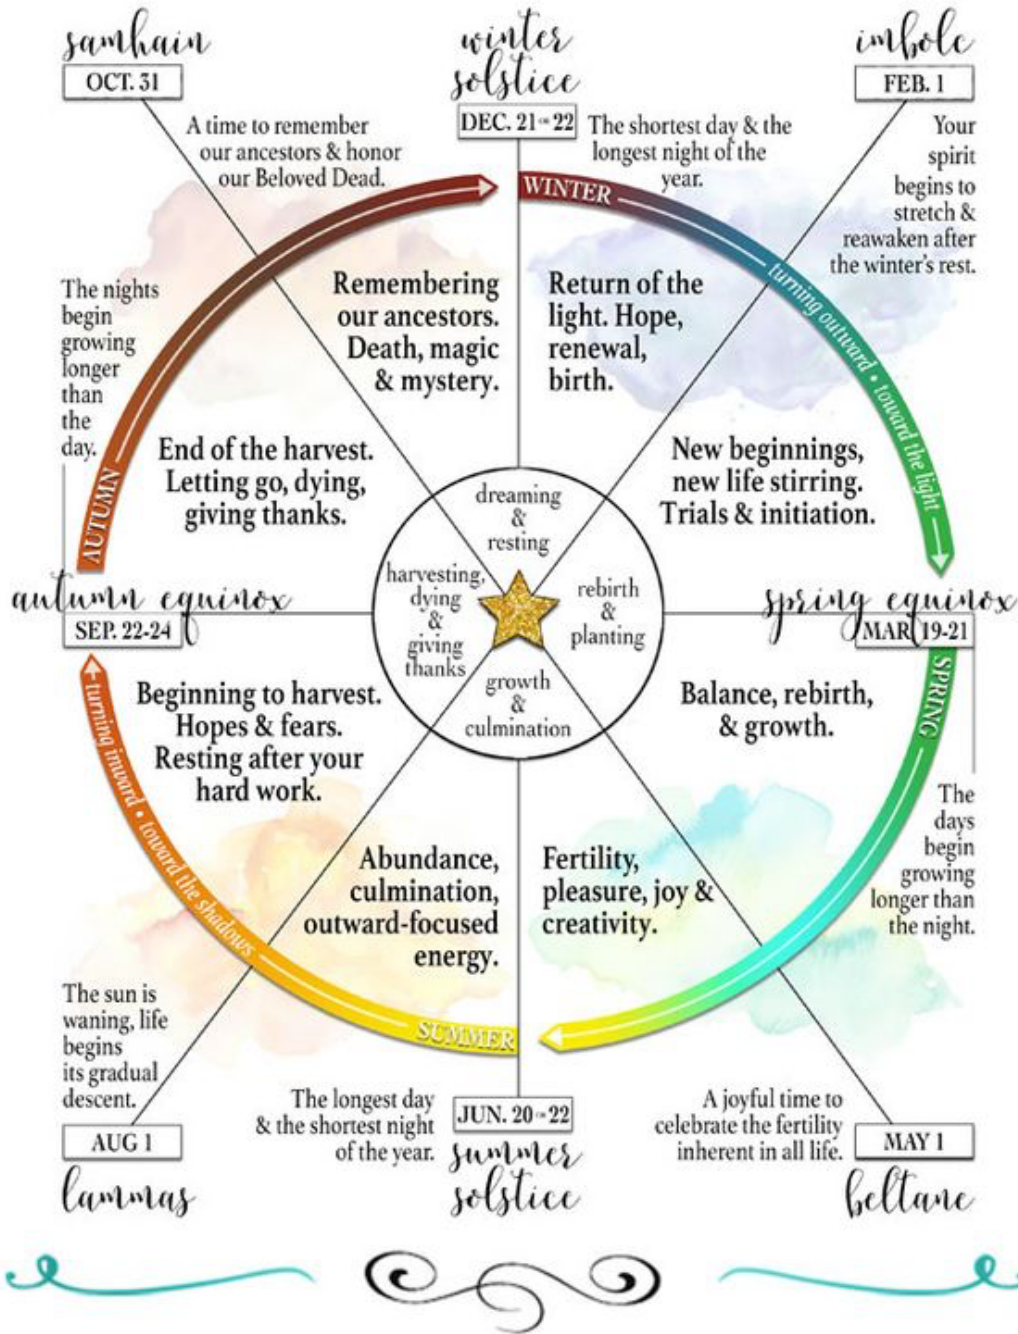 samhain
OCT. 31
winter
solstice
DEC. 21 OR 22
imbolc
FEB. 1
A time to remember
our ancestors & honor
our Beloved Dead.
The shortest day & the
longest night of the
year.
Your
spirit
begins to
stretch &
reawaken after
the winter's rest.
WINTER
turning outward • toward the light
The nights
begin
growing
longer
than
the
day.
Remembering
our ancestors.
Death, magic
& mystery.
Return of the
light. Hope,
renewal,
birth.
AUTUMN
End of the harvest.
Letting go, dying,
giving thanks.
New beginnings,
new life stirring.
Trials & initiation.
dreaming
&
resting
harvesting,
dying
&
giving
thanks
rebirth
&
planting
growth
&
culmination
autumn equinox
SEP. 22-24
spring equinox
MAR 19-21
SPRING
turning inward • toward the shadows
Beginning to harvest.
Hopes & fears.
Resting after your
hard work.
Balance, rebirth,
& growth.
The
days
begin
growing
longer than
the night.
Abundance,
culmination,
outward-focused
energy.
Fertility,
pleasure, joy &
creativity.
SUMMER
The sun is
waning, life
begins
its gradual
descent.
AUG 1
lammas
The longest day
& the shortest night
of the year.
JUN. 20 OR 22
summer
solstice
A joyful time to
celebrate the fertility
inherent in all life.
MAY 1
beltane